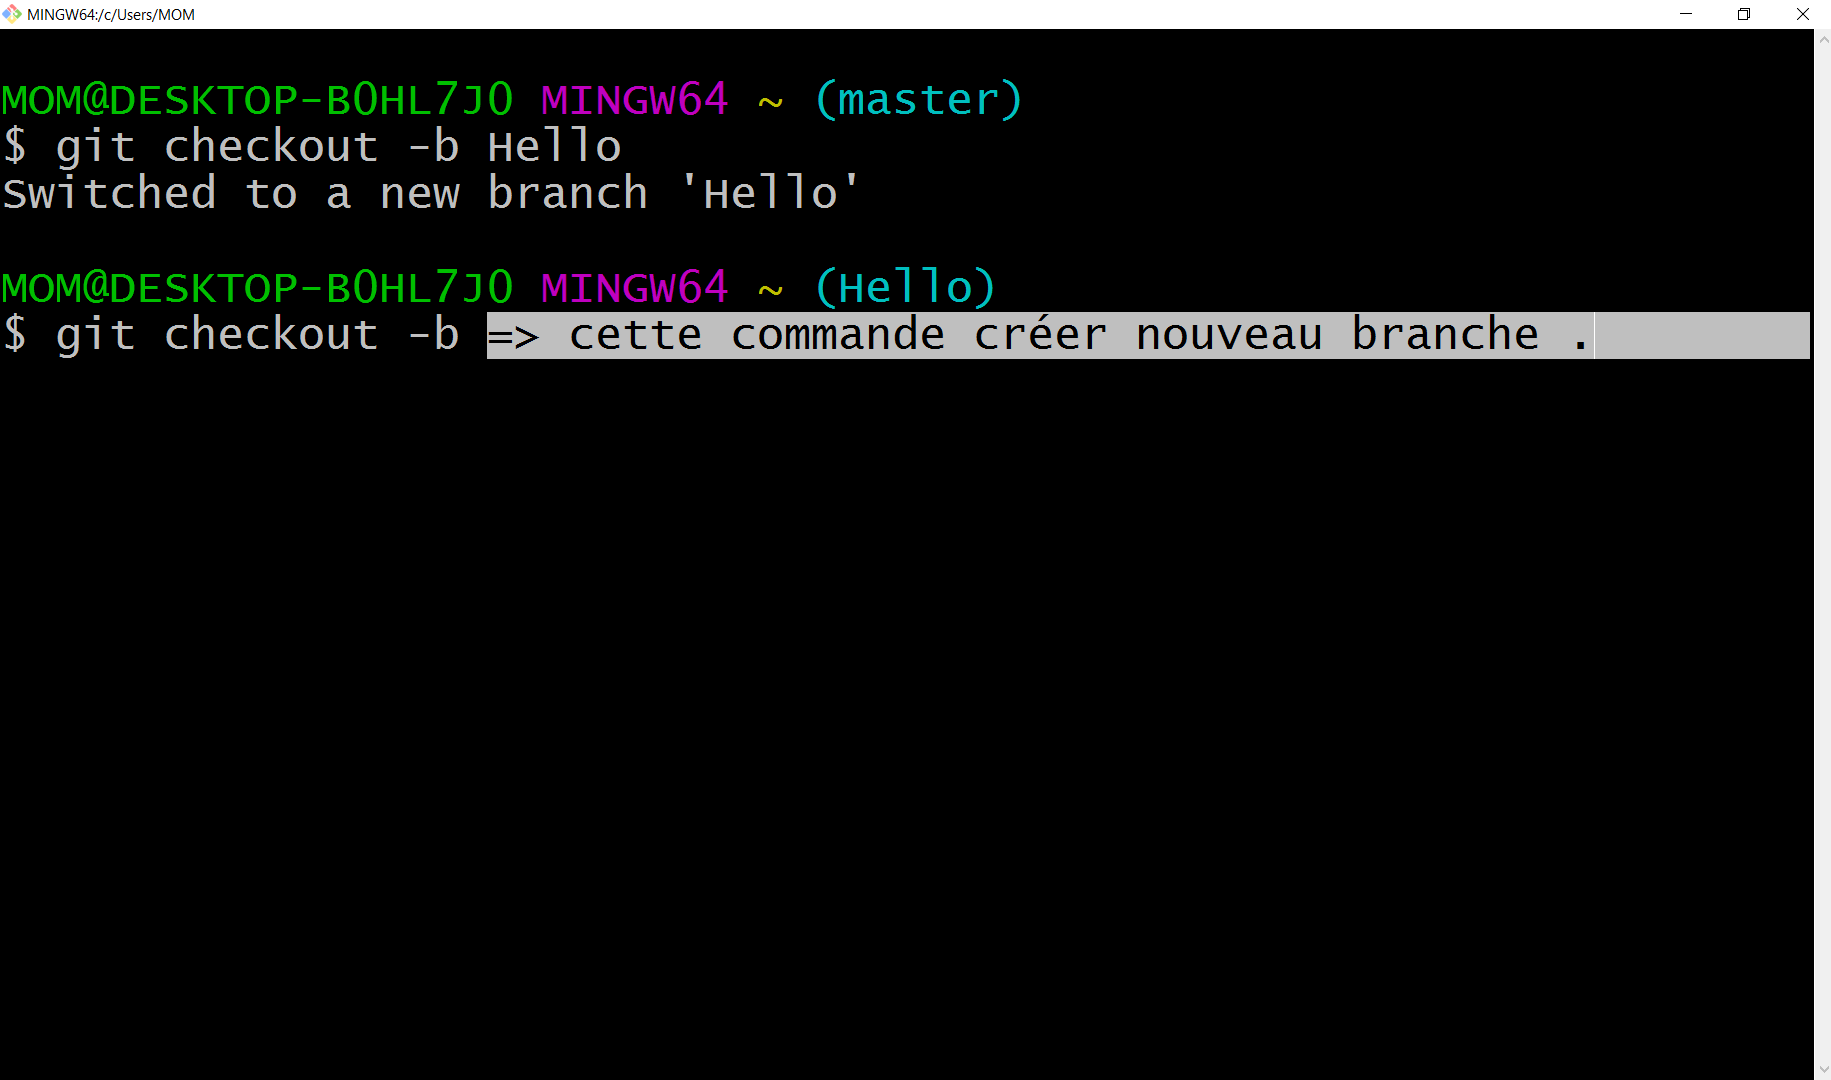 MINGW64:/c/Users/MOM
MOM@DESKTOP-B0HL7J0 MINGW64 ~ (master)
$ git checkout -b Hello
Switched to a new branch 'Hello'
MOM@DESKTOP-B0HL7J0 MINGW64 ~ (Hello)
$ git checkout -b => cette commande créer nouveau branche .